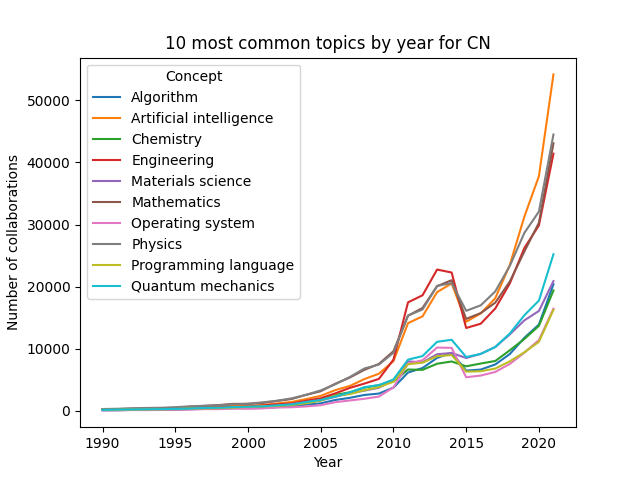 10 most common topics by year for CN
Concept
Algorithm
Artificial intelligence
Chemistry
Engineering
Materials science
Mathematics
Operating system
Physics
Programming language
Quantum mechanics
Number of collaborations
50000
40000
30000
20000
10000
0
1990
1995
2000
2005
2010
2015
2020
Year